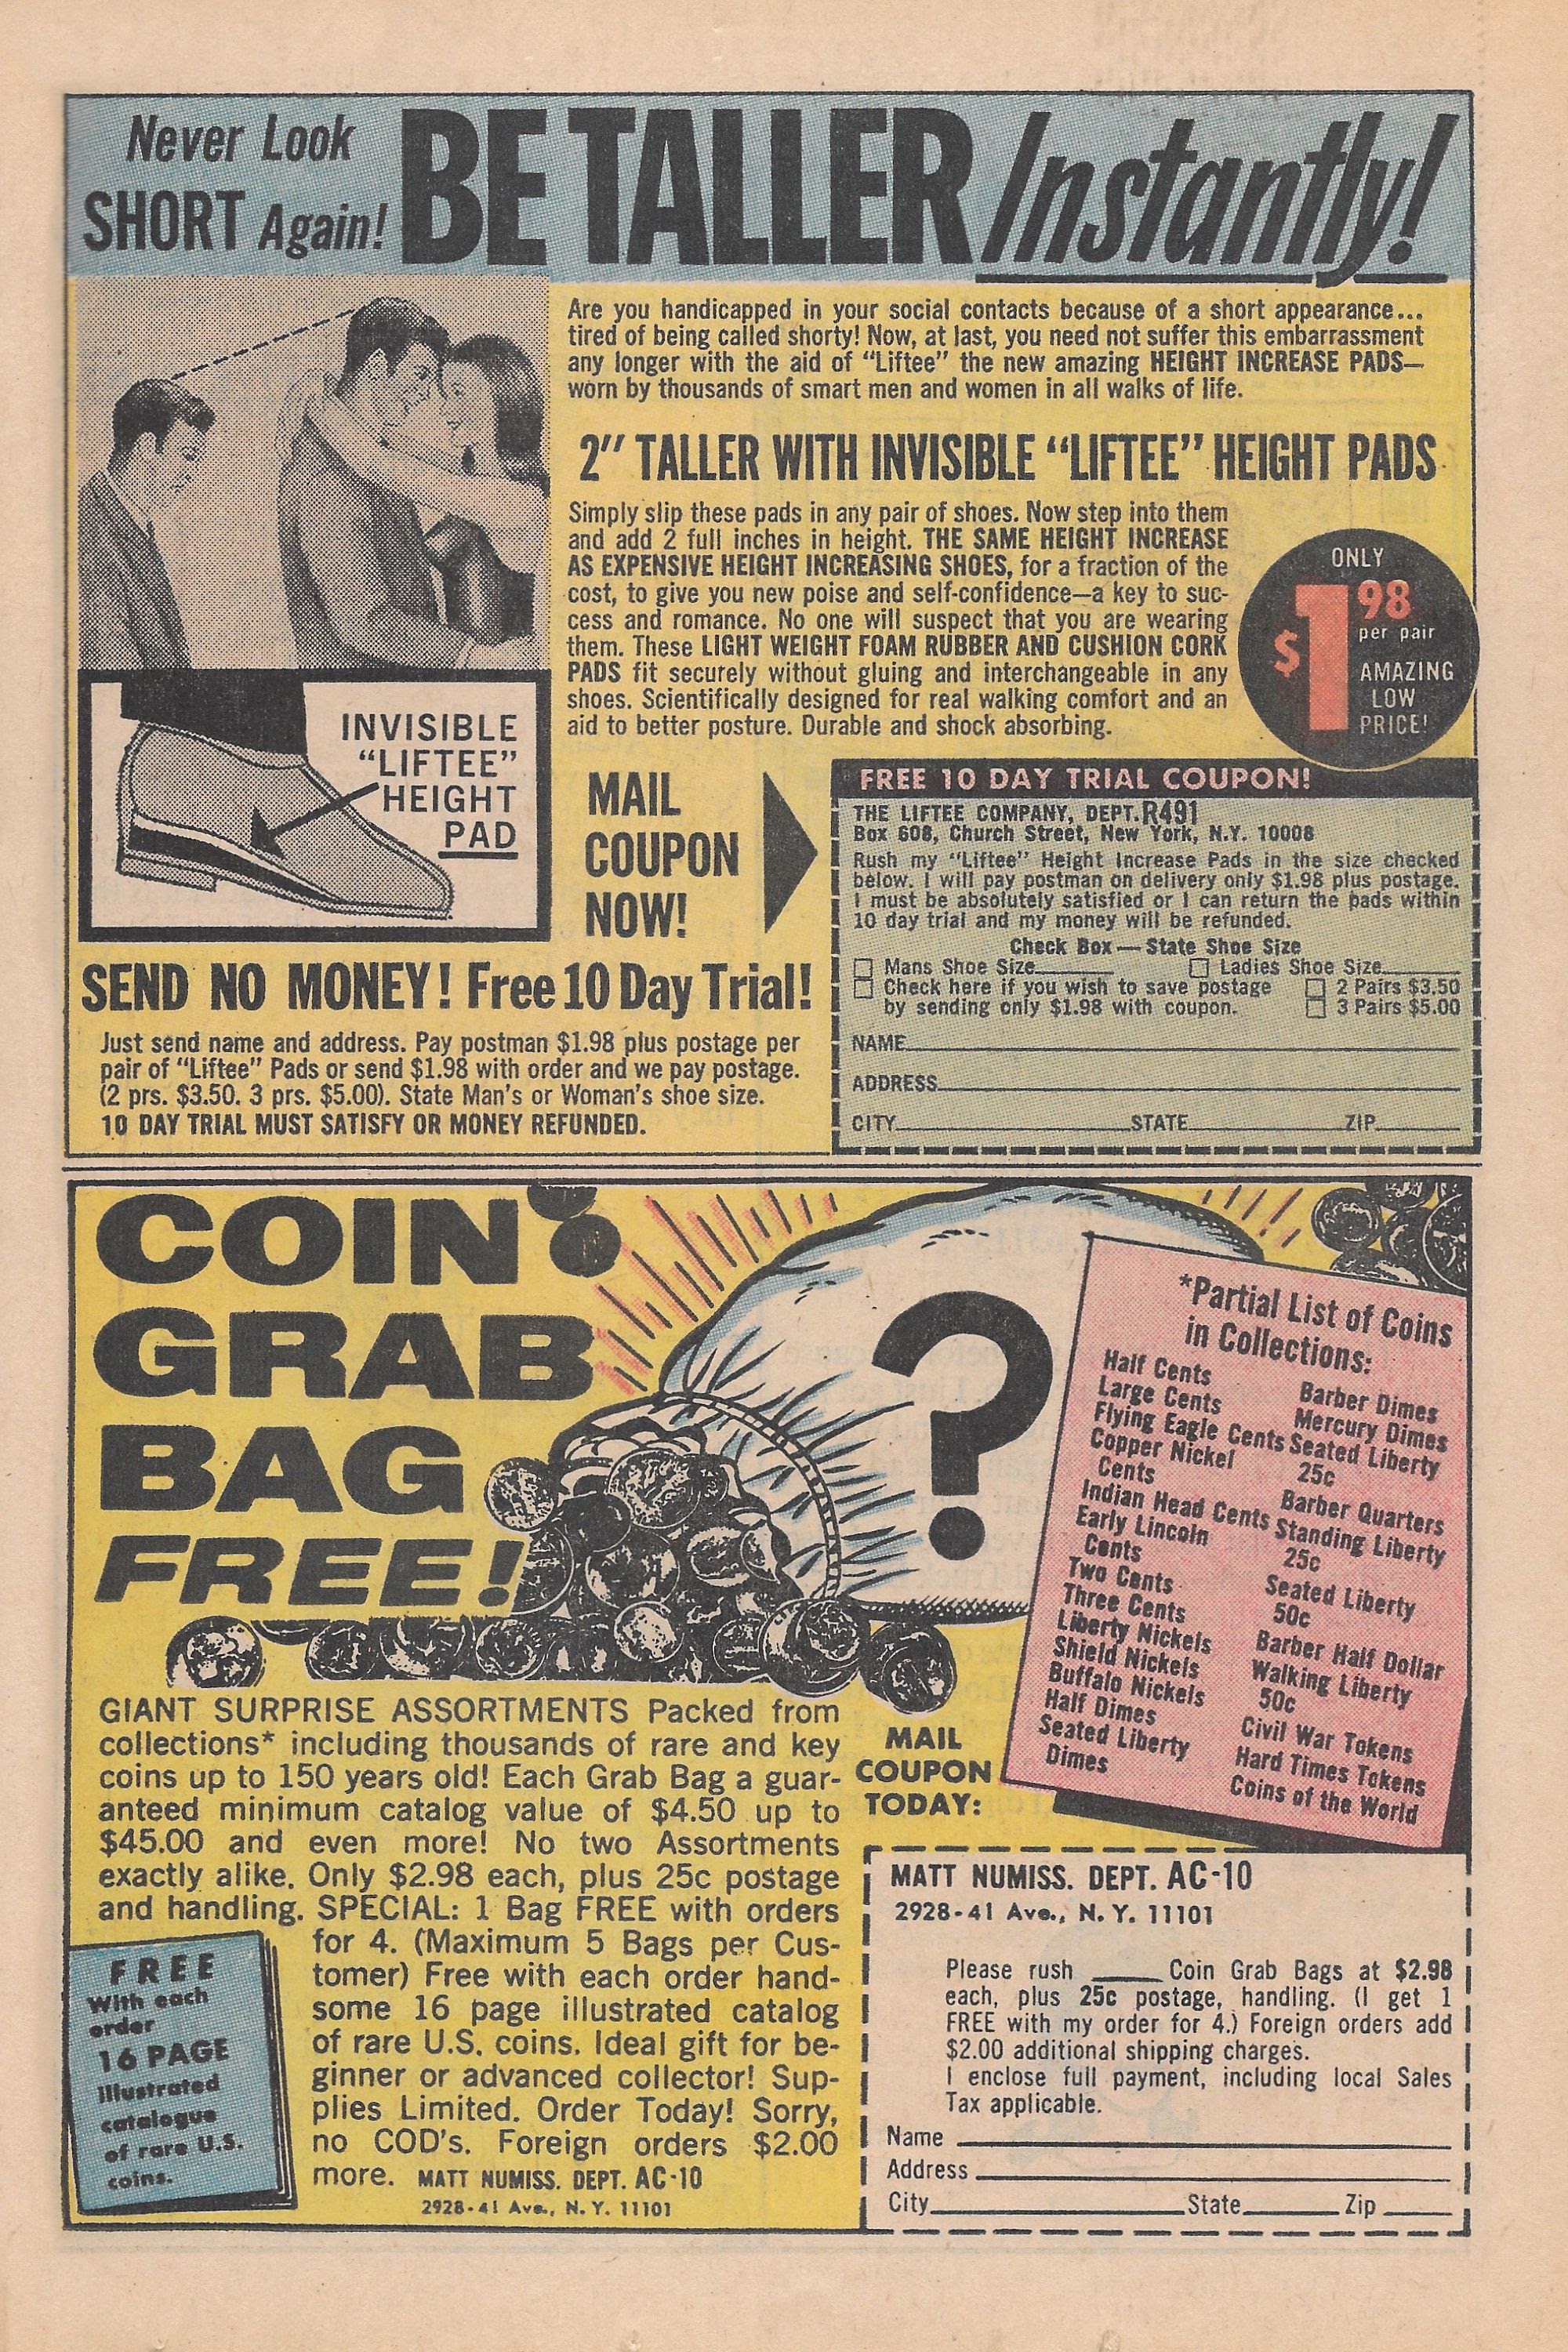 Never Look
SHORT Again!
BE TALLER Instantly!
Are you handicapped in your social contacts because of a short appearance...
tired of being called shorty! Now, at last, you need not suffer this embarrassment
any longer with the aid of "Liftee" the new amazing HEIGHT INCREASE PADS—
worn by thousands of smart men and women in all walks of life.
2" TALLER WITH INVISIBLE "LIFTEE" HEIGHT PADS
Simply slip these pads in any pair of shoes. Now step into them
and add 2 full inches in height. THE SAME HEIGHT INCREASE
AS EXPENSIVE HEIGHT INCREASING SHOES, for a fraction of the
cost, to give you new poise and self-confidence—a key to suc-
cess and romance. No one will suspect that you are wearing
them. These LIGHT WEIGHT FOAM RUBBER AND CUSHION CORK
PADS fit securely without gluing and interchangeable in any
shoes. Scientifically designed for real walking comfort and an
aid to better posture. Durable and shock absorbing.
ONLY
$1 98
per pair
AMAZING
LOW
PRICE!
INVISIBLE
"LIFTEE"
HEIGHT
PAD
MAIL
COUPON
NOW!
SEND NO MONEY! Free 10 Day Trial!
Just send name and address. Pay postman $1.98 plus postage per
pair of "Liftee" Pads or send $1.98 with order and we pay postage.
(2 prs. $3.50. 3 prs. $5.00). State Man's or Woman's shoe size.
10 DAY TRIAL MUST SATISFY OR MONEY REFUNDED.
FREE 10 DAY TRIAL COUPON!
THE LIFTEE COMPANY, DEPT. R491
Box 608, Church Street, New York, N.Y. 10008
Rush my "Liftee" Height Increase Pads in the size checked
below. I will pay postman on delivery only $1.98 plus postage.
I must be absolutely satisfied or I can return the pads within
10 day trial and my money will be refunded.
Check Box — State Shoe Size
Mans Shoe Size Ladies Shoe Size
Check here if you wish to save postage 2 Pairs $3.50
by sending only $1.98 with coupon. 3 Pairs $5.00
NAME
ADDRESS
CITY STATE ZIP
COIN
GRAB
BAG
FREE!
?
*Partial List of Coins
in Collections:
Half Cents
Large Cents
Flying Eagle Cents
Copper Nickel
Cents
Indian Head Cents
Early Lincoln
Cents
Two Cents
Three Cents
Liberty Nickels
Shield Nickels
Buffalo Nickels
Half Dimes
Seated Liberty
Dimes
Barber Dimes
Mercury Dimes
Seated Liberty
25c
Barber Quarters
Standing Liberty
25c
Seated Liberty
50c
Barber Half Dollar
Walking Liberty
50c
Civil War Tokens
Hard Times Tokens
Coins of the World
GIANT SURPRISE ASSORTMENTS Packed from
collections* including thousands of rare and key
coins up to 150 years old! Each Grab Bag a guar-
anteed minimum catalog value of $4.50 up to
$45.00 and even more! No two Assortments
exactly alike. Only $2.98 each, plus 25c postage
and handling. SPECIAL: 1 Bag FREE with orders
for 4. (Maximum 5 Bags per Cus-
tomer) Free with each order hand-
some 16 page illustrated catalog
of rare U.S. coins. Ideal gift for be-
ginner or advanced collector! Sup-
plies Limited. Order Today! Sorry,
no COD's. Foreign orders $2.00
more. MATT NUMISS. DEPT. AC-10
2928-41 Ave., N. Y. 11101
FREE
With each
order
16 PAGE
illustrated
catalogue
of rare U.S.
coins.
MAIL
COUPON
TODAY:
MATT NUMISS. DEPT. AC-10
2928-41 Ave., N. Y. 11101
Please rush Coin Grab Bags at $2.98
each, plus 25c postage, handling. (I get 1
FREE with my order for 4.) Foreign orders add
$2.00 additional shipping charges.
I enclose full payment, including local Sales
Tax applicable.
Name
Address
City State Zip